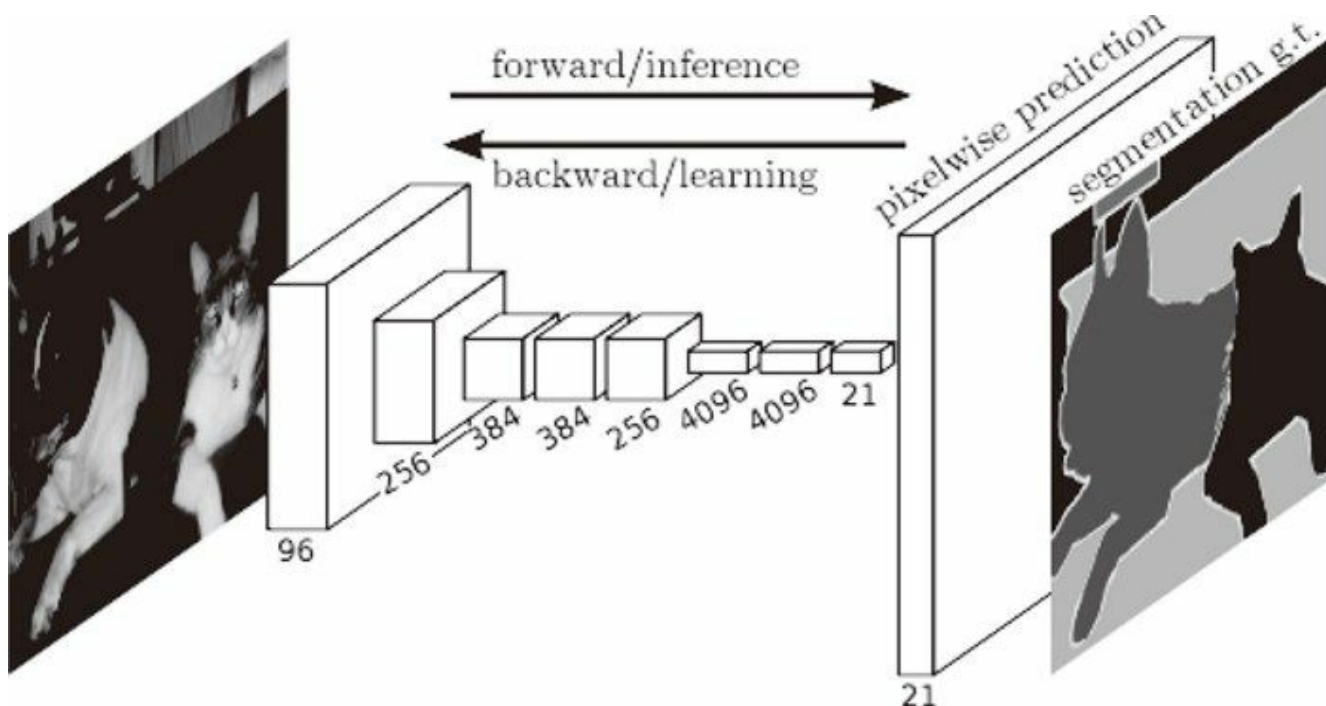 forward/inference
backward/learning
pixelwise prediction
segmentation g.t.
96
256
384
384
256
4096
4096
21
21